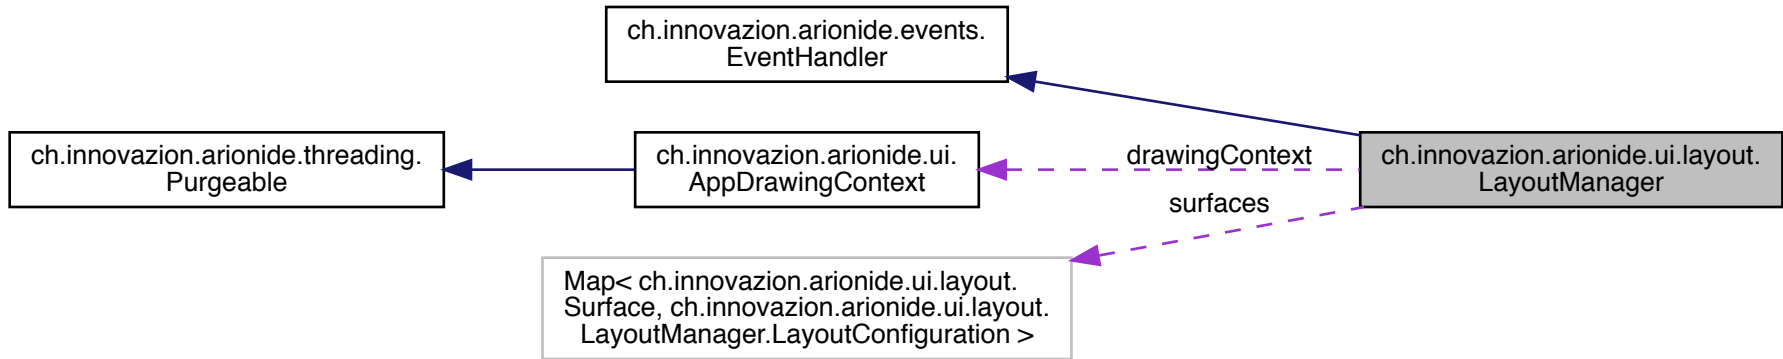 ch.innovazion.arionide.events.
EventHandler
ch.innovazion.arionide.threading.
Purgeable
ch.innovazion.arionide.ui.
AppDrawingContext
drawingContext
ch.innovazion.arionide.ui.layout.
LayoutManager
surfaces
Map< ch.innovazion.arionide.ui.layout.
Surface, ch.innovazion.arionide.ui.layout.
LayoutManager.LayoutConfiguration >